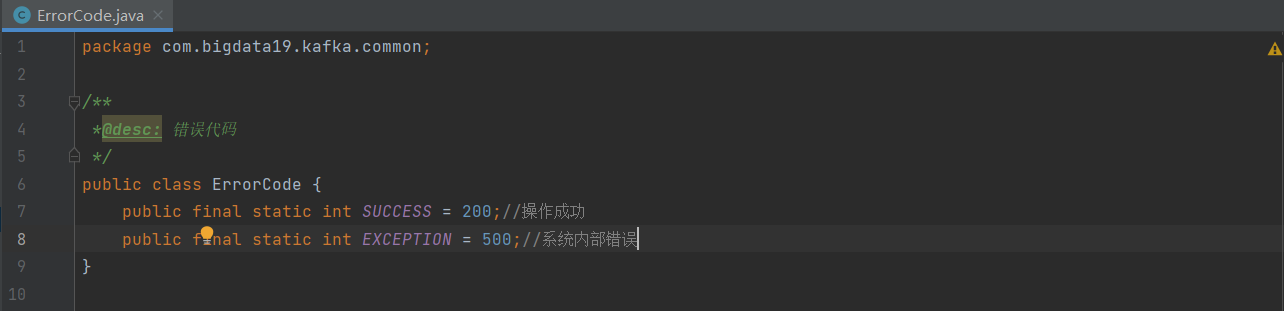 ErrorCode.java
1 package com.bigdata19.kafka.common;
2
3 /**
4 *@desc: 错误代码
5 */
6 public class ErrorCode {
7 public final static int SUCCESS = 200;//操作成功
8 public final static int EXCEPTION = 500;//系统内部错误
9 }
10